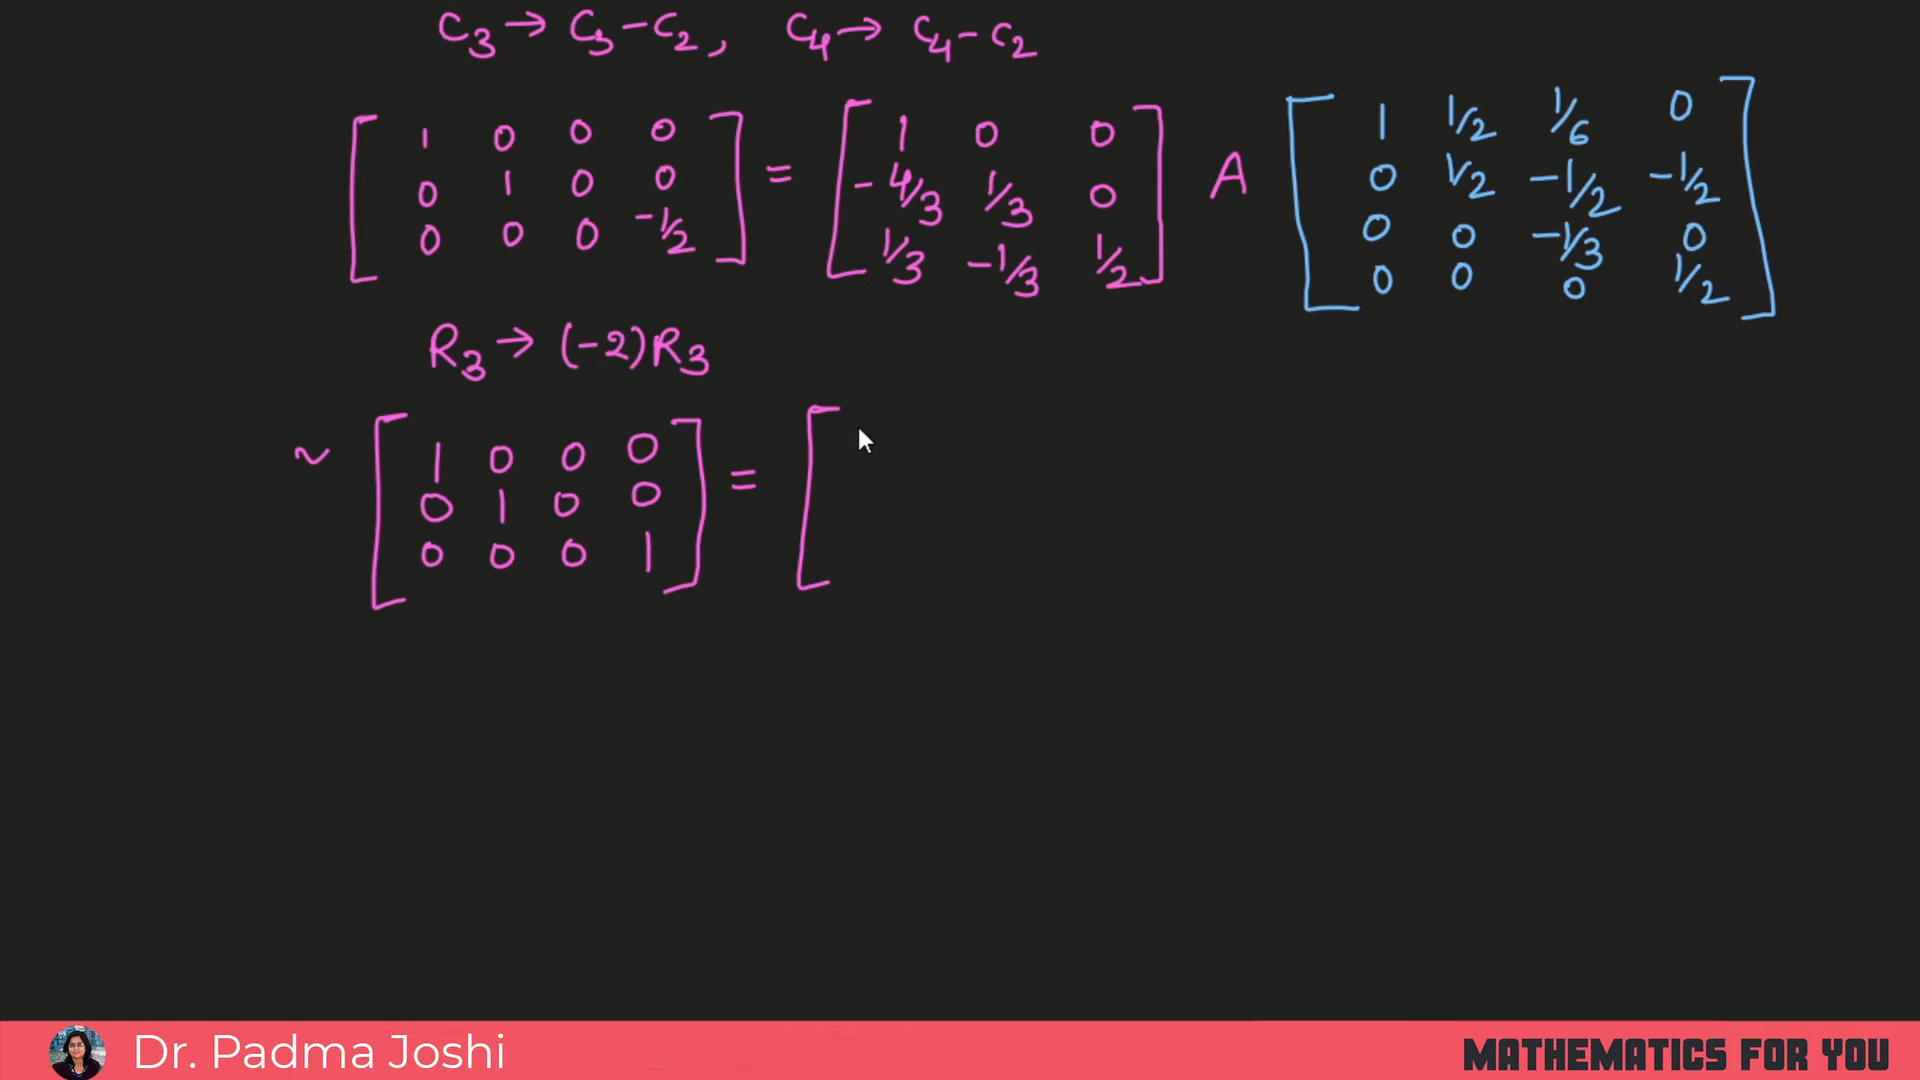 C3 → C3 - C2, C4 → C4 - C2
[ 1 0 0 0 ] = [ 1 0 0 ] A [ 1 1/2 1/6 0 ]
[ 0 1 0 0 ] [ -4/3 1/3 0 ] [ 0 1/2 -1/2 -1/2 ]
[ 0 0 0 -1/2 ] [ 1/3 -1/3 1/2 ] [ 0 0 -1/3 0 ]
[ 0 0 0 1/2 ]
R3 → (-2)R3
~ [ 1 0 0 0 ] = [
[ 0 1 0 0 ]
[ 0 0 0 1 ]
Dr. Padma Joshi
MATHEMATICS FOR YOU